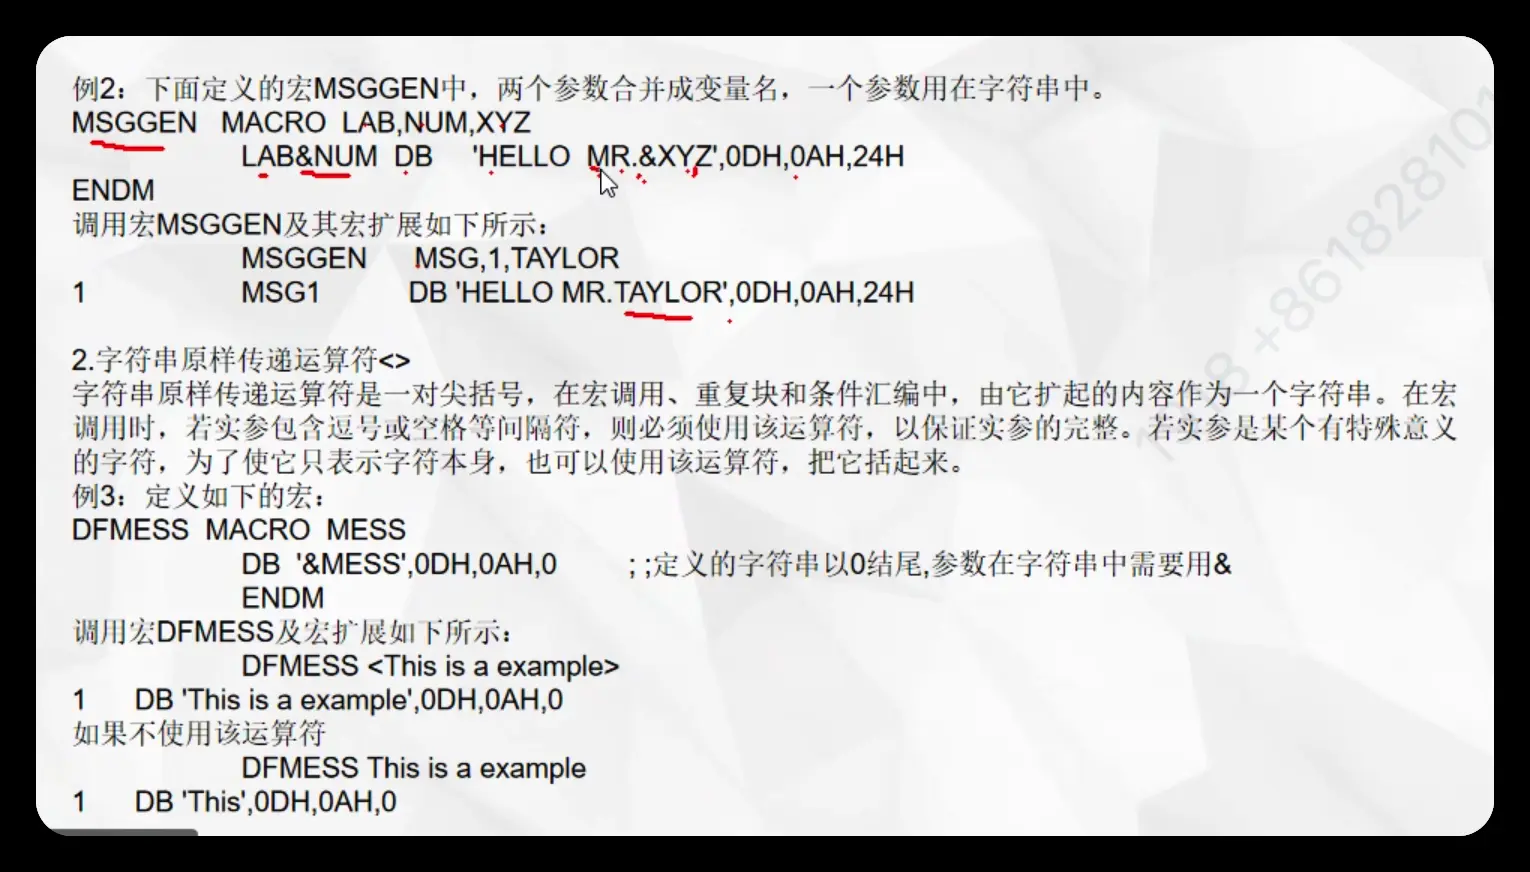 例2：下面定义的宏MSGGEN中，两个参数合并成变量名，一个参数用在字符串中。
MSGGEN MACRO LAB,NUM,XYZ
LAB&NUM DB 'HELLO MR.&XYZ',0DH,0AH,24H
ENDM
调用宏MSGGEN及其宏扩展如下所示：
MSGGEN MSG,1,TAYLOR
1 MSG1 DB 'HELLO MR.TAYLOR',0DH,0AH,24H
2.字符串原样传递运算符<>
字符串原样传递运算符是一对尖括号，在宏调用、重复块和条件汇编中，由它扩起的内容作为一个字符串。在宏
调用时，若实参包含逗号或空格等间隔符，则必须使用该运算符，以保证实参的完整。若实参是某个有特殊意义
的字符，为了使它只表示字符本身，也可以使用该运算符，把它括起来。
例3：定义如下的宏：
DFMESS MACRO MESS
DB '&MESS',0DH,0AH,0 ; ;定义的字符串以0结尾,参数在字符串中需要用&
ENDM
调用宏DFMESS及宏扩展如下所示：
DFMESS <This is a example>
1 DB 'This is a example',0DH,0AH,0
如果不使用该运算符
DFMESS This is a example
1 DB 'This',0DH,0AH,0